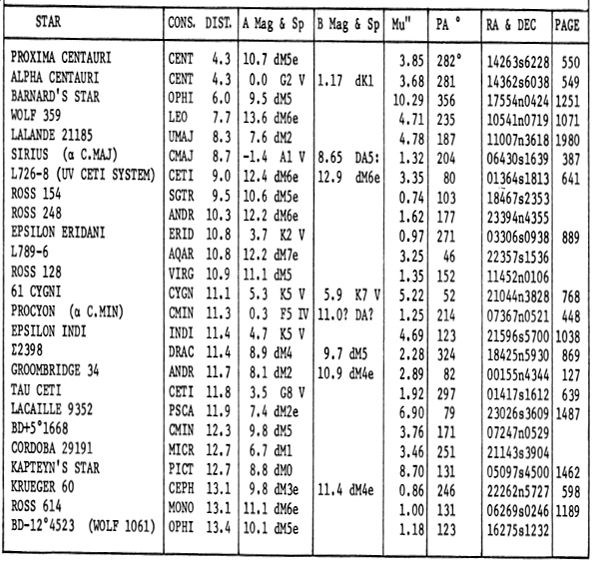 STAR CONS. DIST. A Mag & Sp B Mag & Sp Mu" PA ° RA & DEC PAGE
PROXIMA CENTAURI CENT 4.3 10.7 dM5e 3.85 282° 14263s6228 550
ALPHA CENTAURI CENT 4.3 0.0 G2 V 1.17 dK1 3.68 281 14362s6038 549
BARNARD'S STAR OPHI 6.0 9.5 dM5 10.29 356 17554n0424 1251
WOLF 359 LEO 7.7 13.6 dM6e 4.71 235 10541n0719 1071
LALANDE 21185 UMAJ 8.3 7.6 dM2 4.78 187 11007n3618 1980
SIRIUS (α C.MAJ) CMAJ 8.7 -1.4 A1 V 8.65 DA5: 1.32 204 06430s1639 387
L726-8 (UV CETI SYSTEM) CETI 9.0 12.4 dM6e 12.9 dM6e 3.35 80 01364s1813 641
ROSS 154 SGTR 9.5 10.6 dM5e 0.74 103 18467s2353
ROSS 248 ANDR 10.3 12.2 dM6e 1.62 177 23394n4355
EPSILON ERIDANI ERID 10.8 3.7 K2 V 0.97 271 03306s0938 889
L789-6 AQAR 10.8 12.2 dM7e 3.25 46 22357s1536
ROSS 128 VIRG 10.9 11.1 dM5 1.35 152 11452n0106
61 CYGNI CYGN 11.1 5.3 K5 V 5.9 K7 V 5.22 52 21044n3828 768
PROCYON (α C.MIN) CMIN 11.3 0.3 F5 IV 11.0? DA? 1.25 214 07367n0521 448
EPSILON INDI INDI 11.4 4.7 K5 V 4.69 123 21596s5700 1038
Σ2398 DRAC 11.4 8.9 dM4 9.7 dM5 2.28 324 18425n5930 869
GROOMBRIDGE 34 ANDR 11.7 8.1 dM2 10.9 dM4e 2.89 82 00155n4344 127
TAU CETI CETI 11.8 3.5 G8 V 1.92 297 01417s1612 639
LACAILLE 9352 PSCA 11.9 7.4 dM2e 6.90 79 23026s3609 1487
BD+5°1668 CMIN 12.3 9.8 dM5 3.76 171 07247n0529
CORDOBA 29191 MICR 12.7 6.7 dM1 3.46 251 21143s3904
KAPTEYN'S STAR PICT 12.7 8.8 dM0 8.70 131 05097s4500 1462
KRUEGER 60 CEPH 13.1 9.8 dM3e 11.4 dM4e 0.86 246 22262n5727 598
ROSS 614 MONO 13.1 11.1 dM6e 1.00 131 06269s0246 1189
BD-12°4523 (WOLF 1061) OPHI 13.4 10.1 dM5e 1.18 123 16275s1232